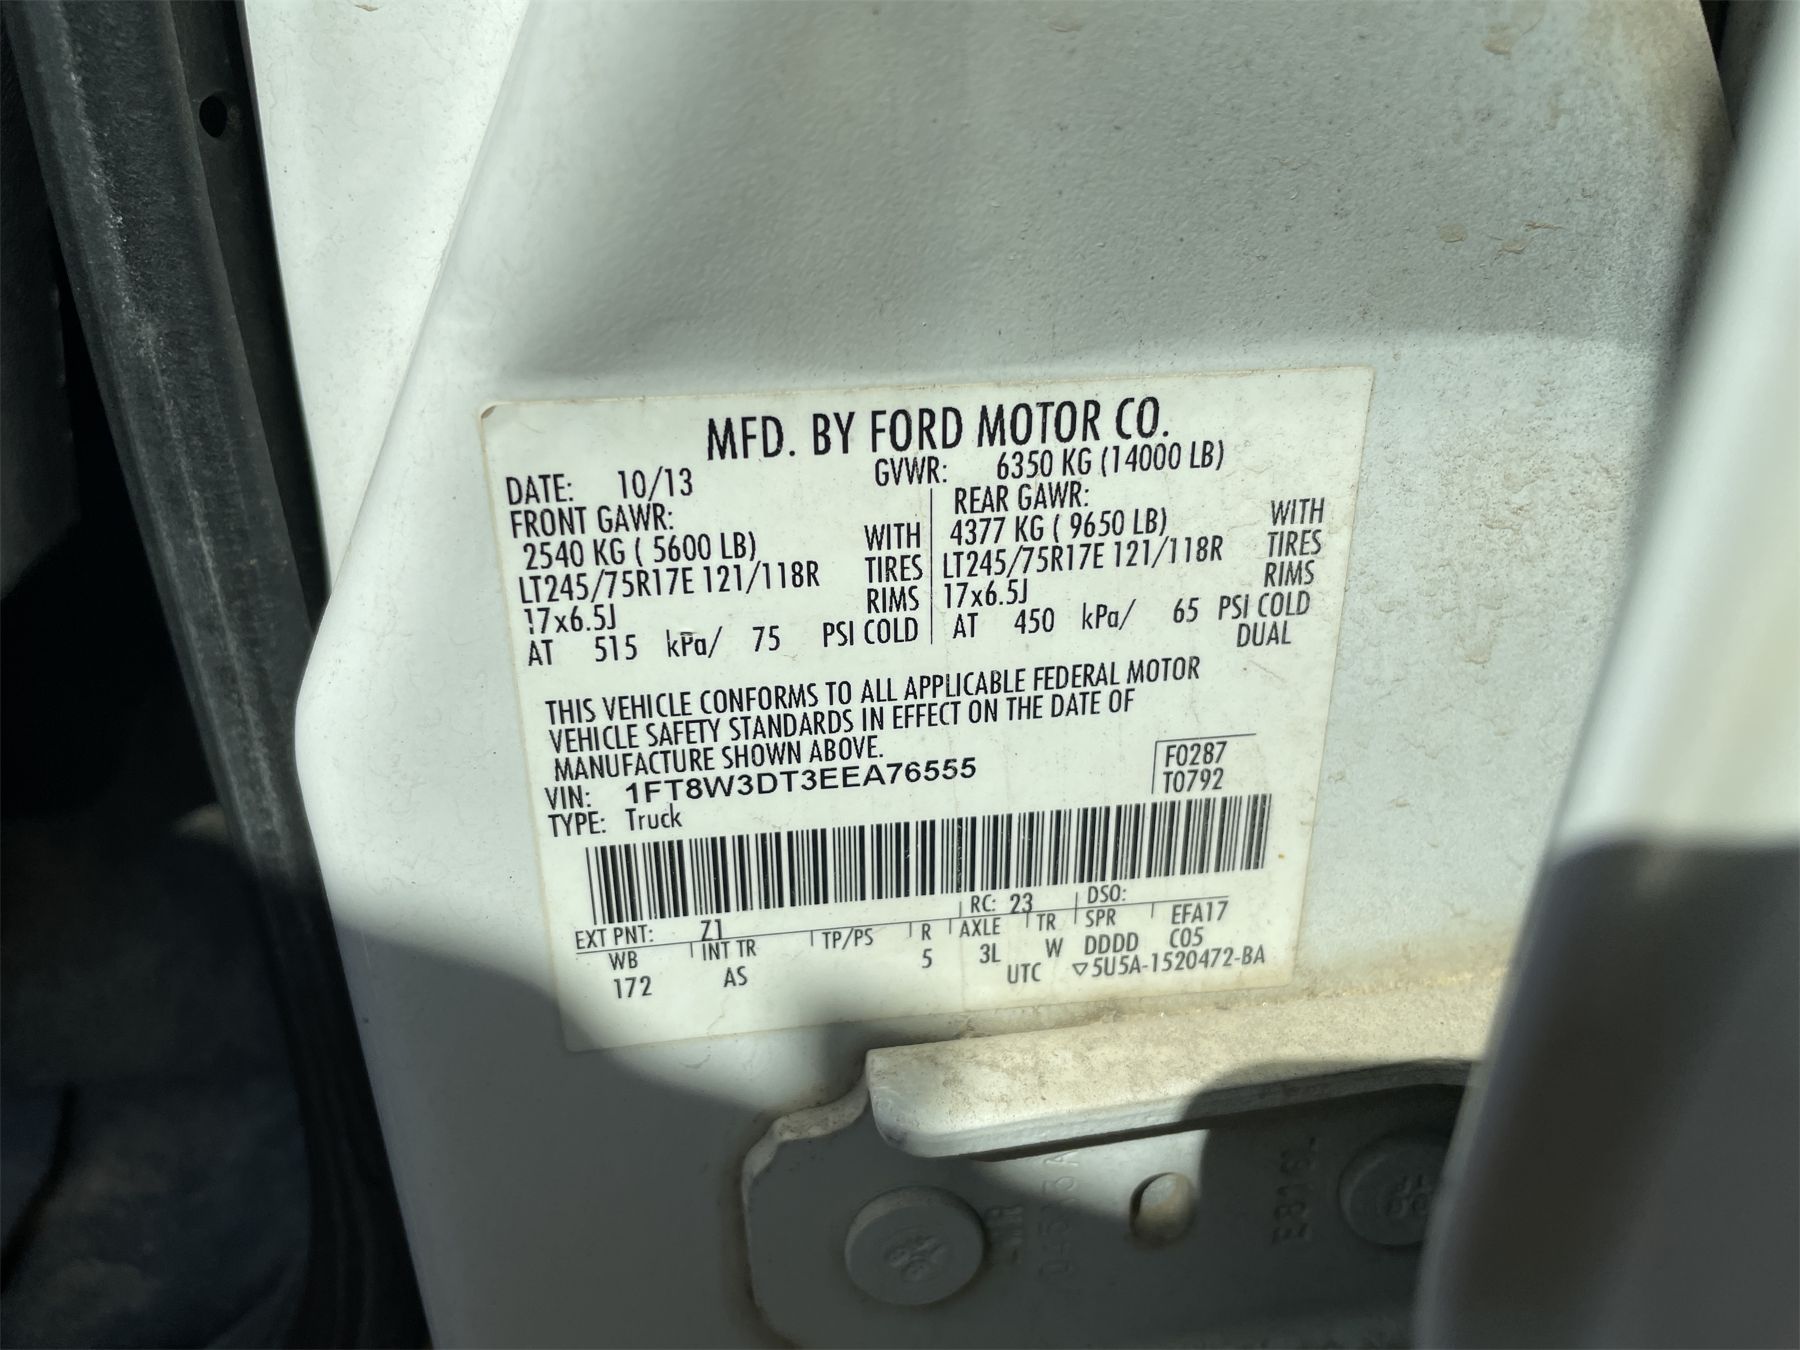 MFD. BY FORD MOTOR CO.
DATE: 10/13 GVWR: 6350 KG (14000 LB)
FRONT GAWR: REAR GAWR:
2540 KG ( 5600 LB) WITH 4377 KG ( 9650 LB) WITH
LT245/75R17E 121/118R TIRES LT245/75R17E 121/118R TIRES
17x6.5J RIMS 17x6.5J RIMS
AT 515 kPa/ 75 PSI COLD AT 450 kPa/ 65 PSI COLD
DUAL
THIS VEHICLE CONFORMS TO ALL APPLICABLE FEDERAL MOTOR
VEHICLE SAFETY STANDARDS IN EFFECT ON THE DATE OF
MANUFACTURE SHOWN ABOVE.
VIN: 1FT8W3DT3EEA76555
F0287
T0792
TYPE: Truck
EXT PNT: Z1 RC: 23 DSO:
WB INT TR TP/PS R AXLE TR SPR EFA17
172 AS 5 3L W DDDD C05
UTC ▽5U5A-1520472-BA